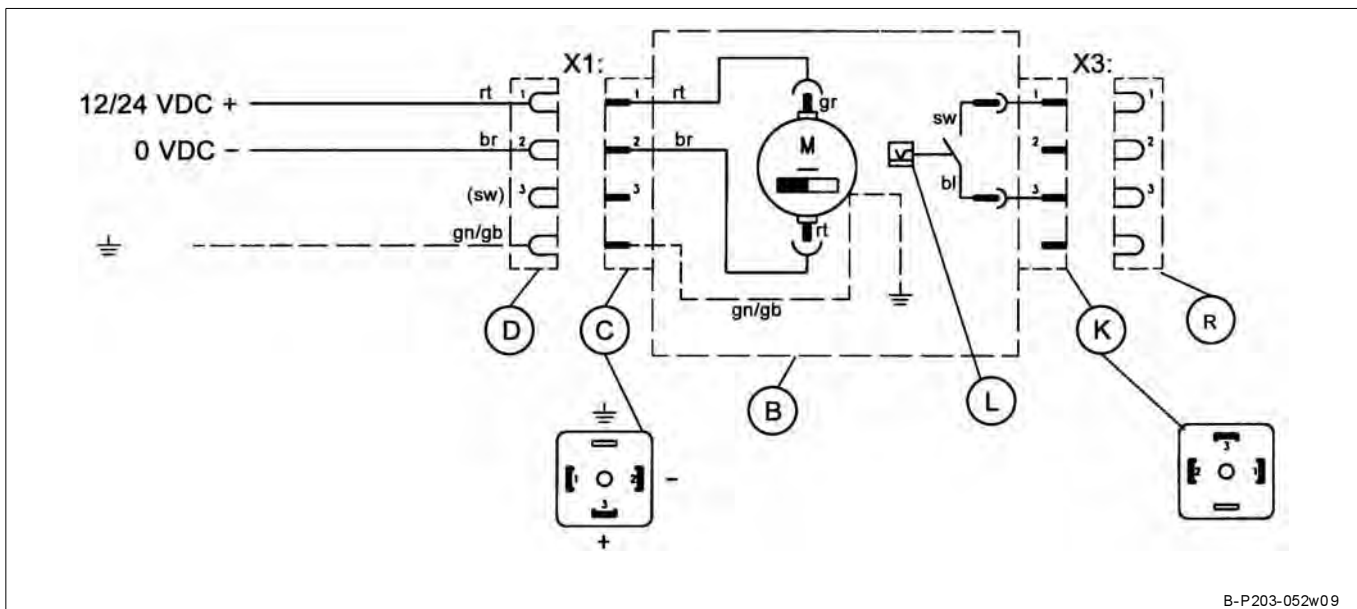 X1:
X3:
12/24 VDC +
rt
1
1
rt
gr
sw
1
1
0 VDC −
br
2
2
br
M
2
2
(sw)
3
3
bl
3
3
gn/gb
rt
gn/gb
D
C
B
L
K
R
1
2
−
3
+
3
2
1
B-P203-052w09